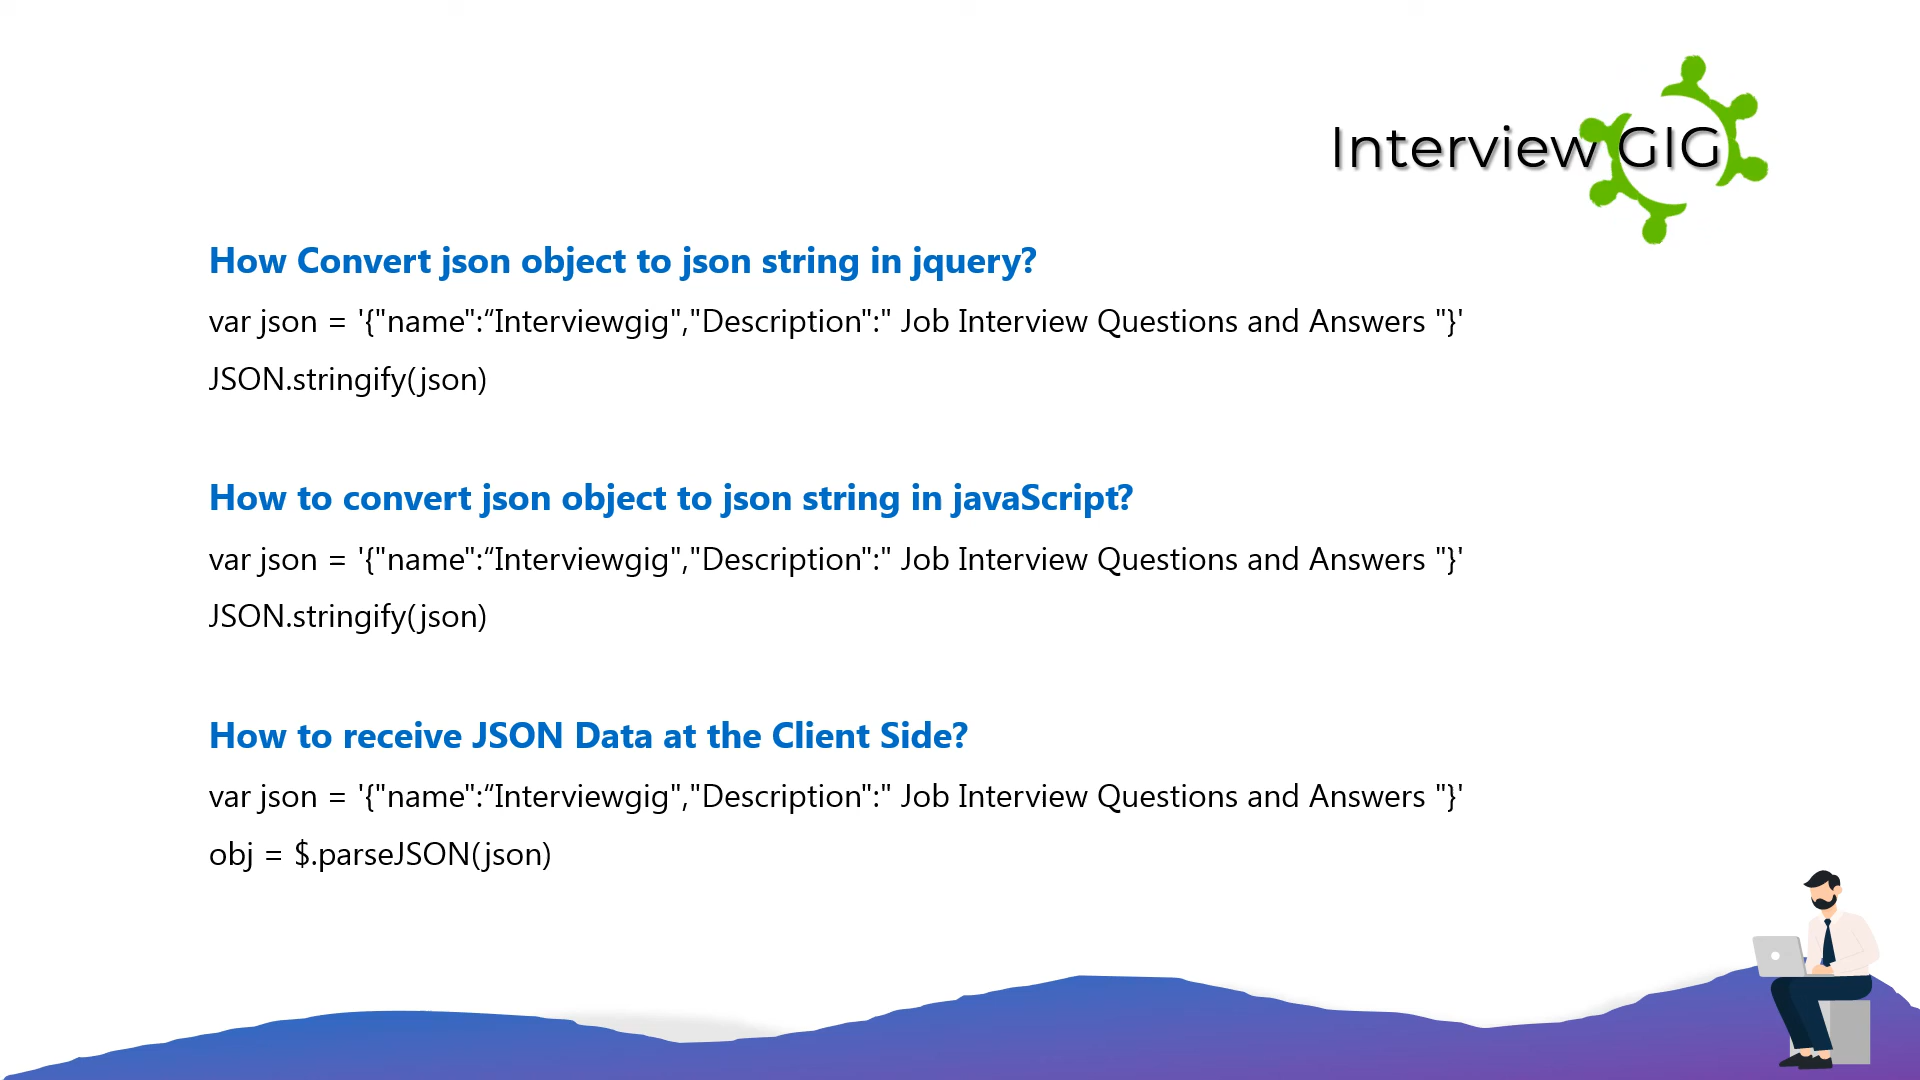 Interview GIG
How Convert json object to json string in jquery?
var json = '{"name":“Interviewgig","Description":" Job Interview Questions and Answers "}'
JSON.stringify(json)
How to convert json object to json string in javaScript?
var json = '{"name":“Interviewgig","Description":" Job Interview Questions and Answers "}'
JSON.stringify(json)
How to receive JSON Data at the Client Side?
var json = '{"name":“Interviewgig","Description":" Job Interview Questions and Answers "}'
obj = $.parseJSON(json)